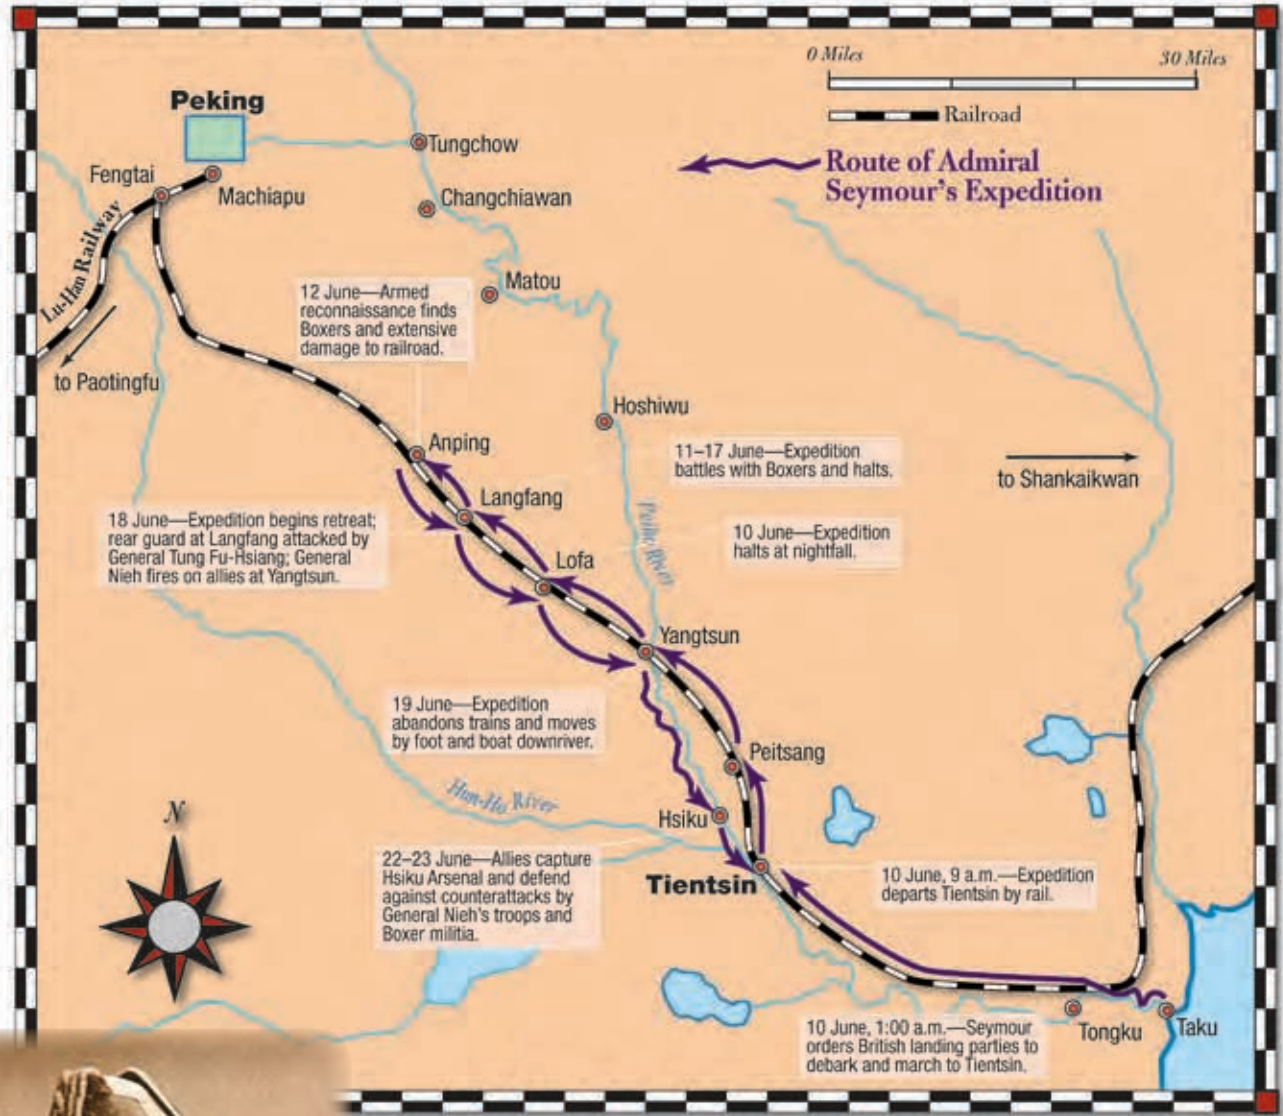 0 Miles
30 Miles
Railroad
Route of Admiral
Seymour's Expedition
Peking
Tungchow
Fengtai
Machiapu
Changchiawan
Lu-Han Railway
to Paotingfu
Matou
12 June—Armed
reconnaissance finds
Boxers and extensive
damage to railroad.
Hoshiwu
Anping
11–17 June—Expedition
battles with Boxers and halts.
to Shankaikwan
Langfang
18 June—Expedition begins retreat;
rear guard at Langfang attacked by
General Tung Fu-Hsiang; General
Nieh fires on allies at Yangtsun.
Peiho River
10 June—Expedition
halts at nightfall.
Lofa
Yangtsun
19 June—Expedition
abandons trains and moves
by foot and boat downriver.
Peitsang
Hun-Ho River
Hsiku
N
22–23 June—Allies capture
Hsiku Arsenal and defend
against counterattacks by
General Nieh's troops and
Boxer militia.
Tientsin
10 June, 9 a.m.—Expedition
departs Tientsin by rail.
10 June, 1:00 a.m.—Seymour
orders British landing parties to
debark and march to Tientsin.
Tongku
Taku